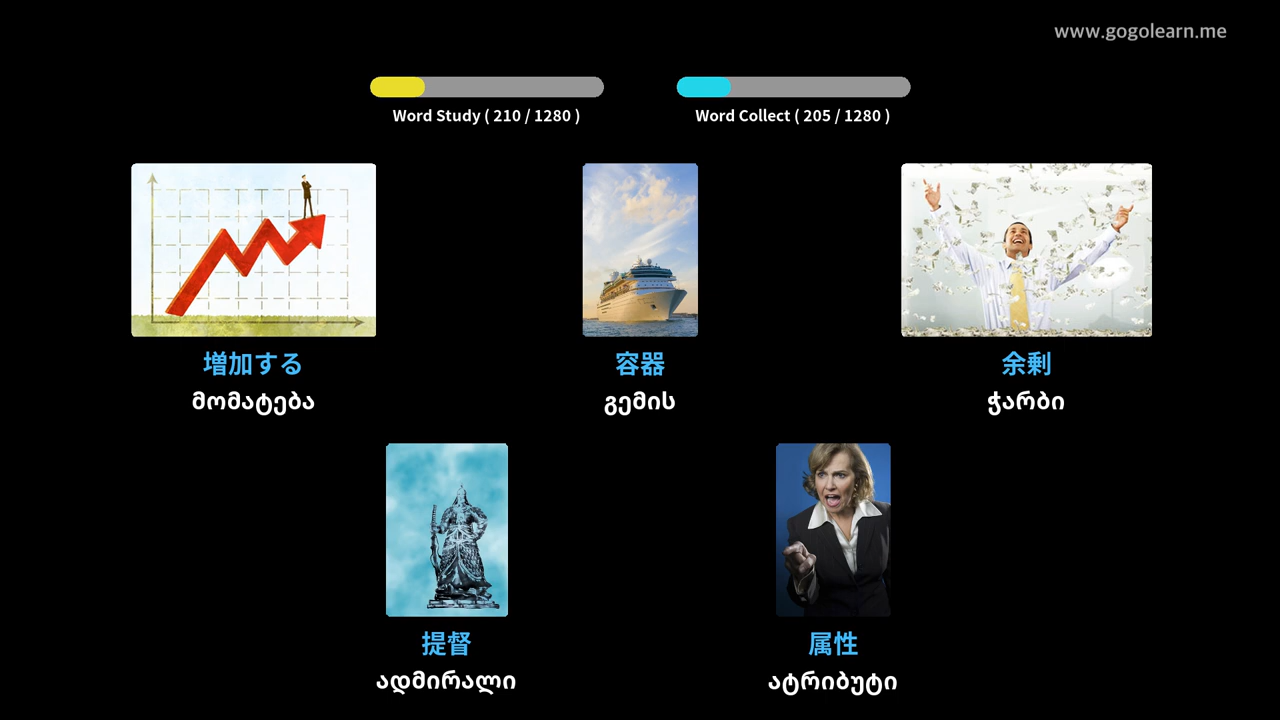 www.gogolearn.me
Word Study ( 210 / 1280 )
Word Collect ( 205 / 1280 )
増加する
მომატება
容器
გემის
余剰
ჭარბი
提督
ადმირალი
属性
ატრიბუტი